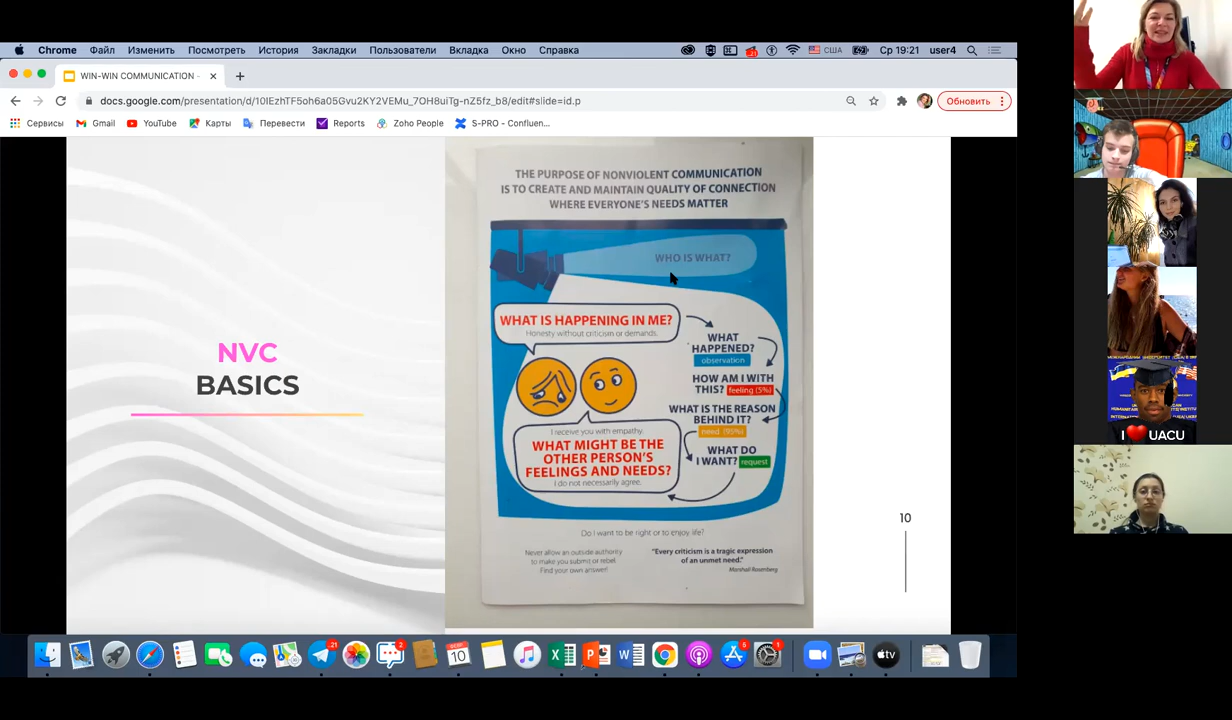 Chrome Файл Изменить Посмотреть История Закладки Пользователи Вкладка Окно Справка
США Ср 19:21 user4
WIN-WIN COMMUNICATION -
docs.google.com/presentation/d/10IEzhTF5oh6a05Gvu2KY2VEMu_7OH8uiTg-nZ5fz_b8/edit#slide=id.p
Обновить
Сервисы Gmail YouTube Карты Перевести Reports Zoho People S-PRO - Confluen...
NVC
BASICS
THE PURPOSE OF NONVIOLENT COMMUNICATION
IS TO CREATE AND MAINTAIN QUALITY OF CONNECTION
WHERE EVERYONE'S NEEDS MATTER
WHO IS WHAT?
WHAT IS HAPPENING IN ME?
Honesty without criticism or demands.
WHAT
HAPPENED?
observation
HOW AM I WITH
THIS? feeling (5%)
WHAT IS THE REASON
BEHIND IT?
need (95%)
WHAT DO
I WANT? request
I receive you with empathy.
WHAT MIGHT BE THE
OTHER PERSON'S
FEELINGS AND NEEDS?
I do not necessarily agree.
Do I want to be right or to enjoy life?
Never allow an outside authority
to make you submit or rebel.
Find your own answer!
"Every criticism is a tragic expression
of an unmet need."
Marshall Rosenberg
10
I ❤ UACU
21
2
10
6
1
tv